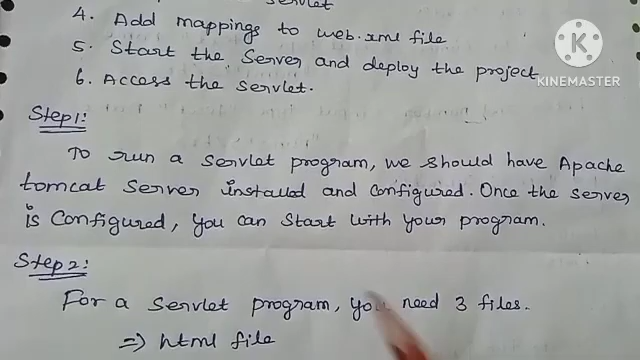 servlet
4. Add mappings to web.xml file
5. Start the Server and deploy the project
6. Access the Servlet.
KINEMASTER
Step1:
To run a Servlet program, we should have Apache
tomcat Server installed and configured. Once the server
is Configured, you can Start with your program.
Step2:
For a Servlet program, you need 3 files.
=> html file